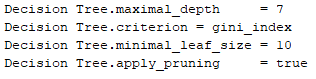 Decision Tree.maximal_depth     = 7
Decision Tree.criterion = gini_index
Decision Tree.minimal_leaf_size = 10
Decision Tree.apply_pruning     = true